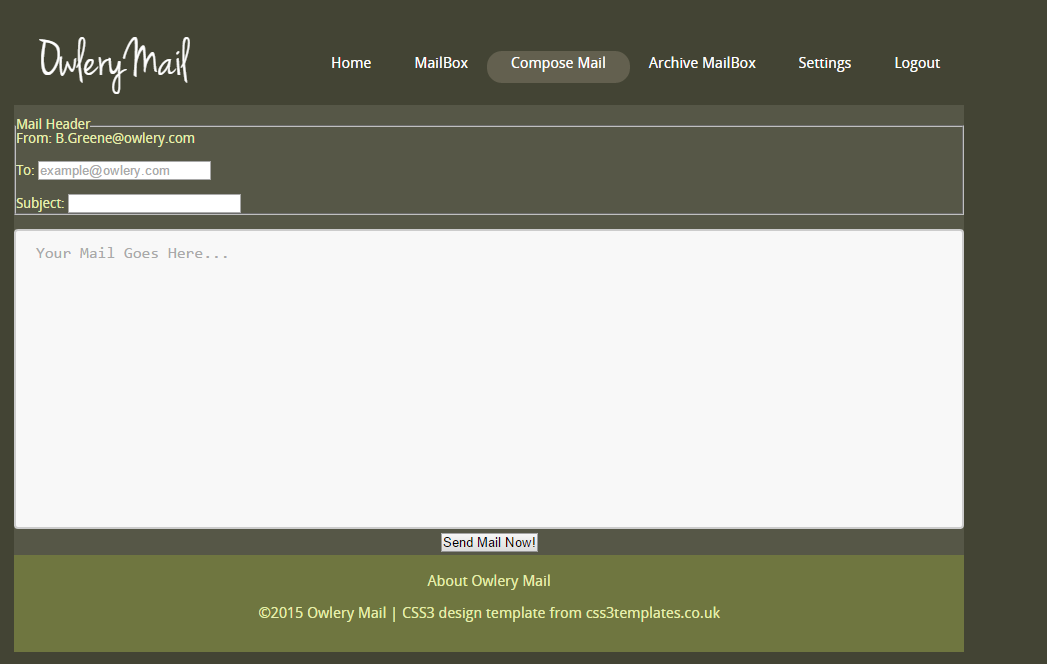 OwleryMail
Home MailBox Compose Mail Archive MailBox Settings Logout
Mail Header
From: B.Greene@owlery.com
To: example@owlery.com
Subject:
Your Mail Goes Here...
Send Mail Now!
About Owlery Mail
©2015 Owlery Mail | CSS3 design template from css3templates.co.uk